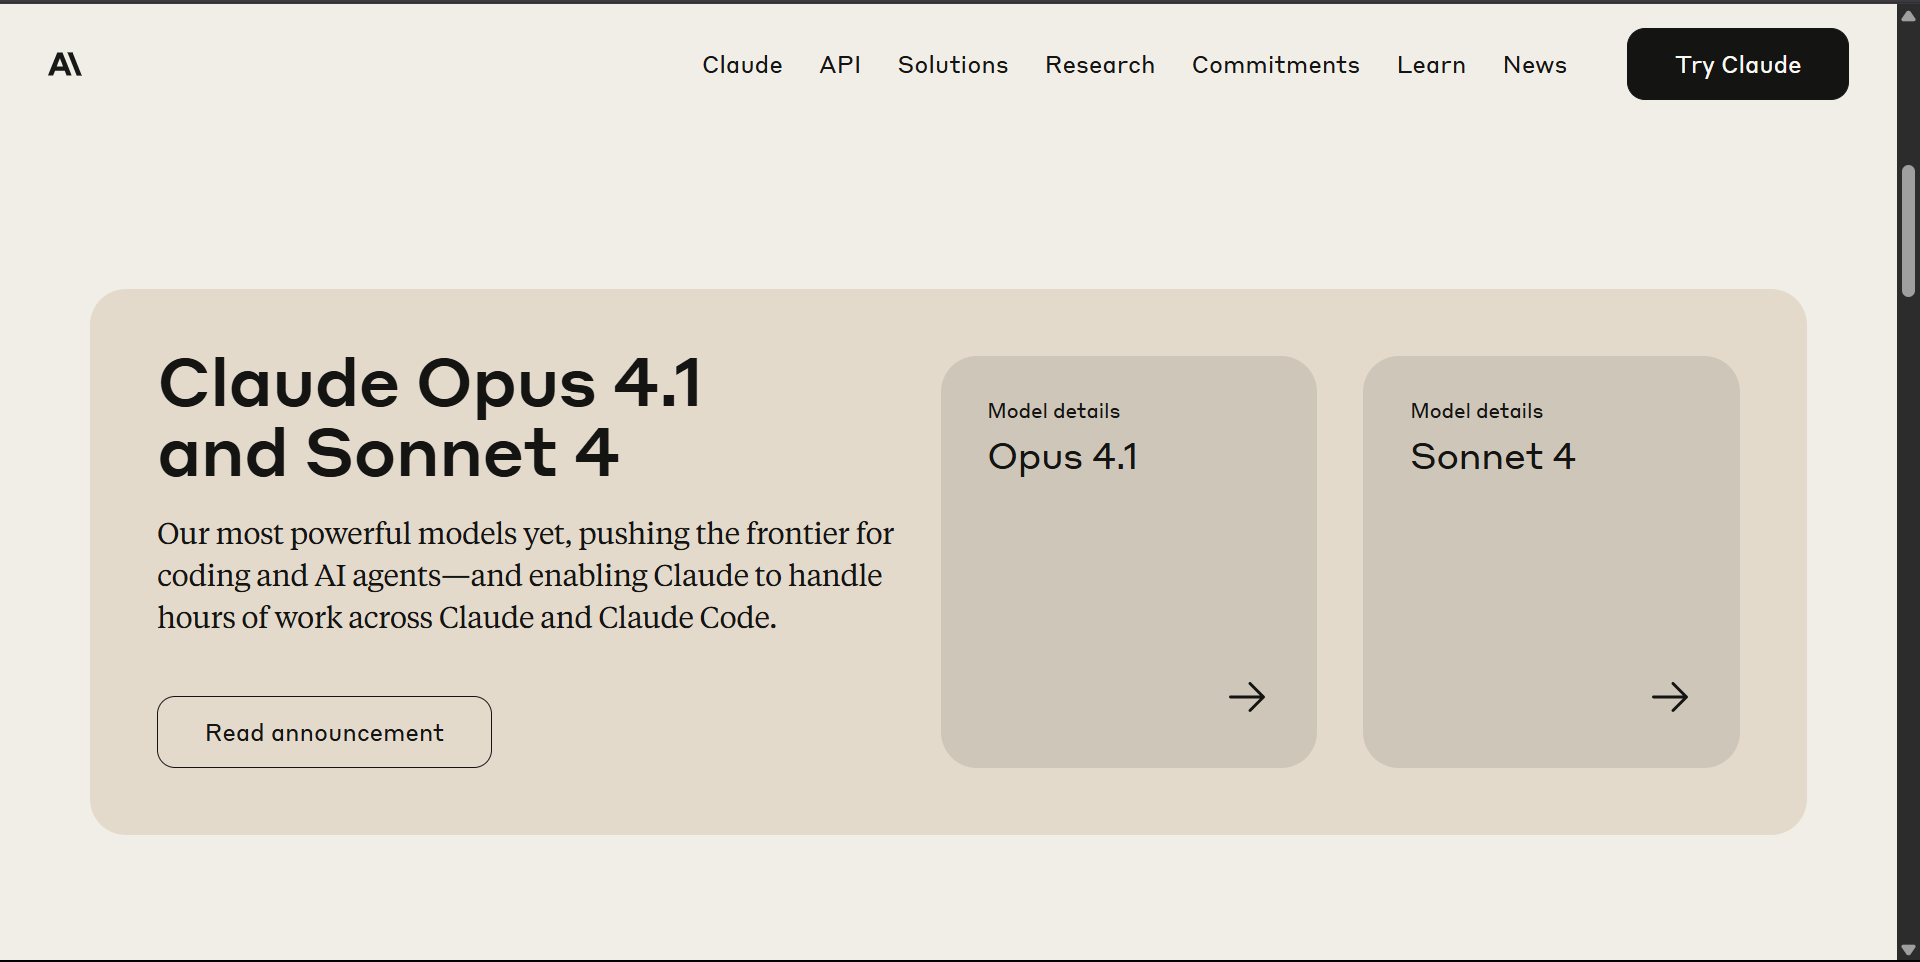 A\
Claude
API
Solutions
Research
Commitments
Learn
News
Try Claude
Claude Opus 4.1
and Sonnet 4
Our most powerful models yet, pushing the frontier for
coding and AI agents—and enabling Claude to handle
hours of work across Claude and Claude Code.
Read announcement
Model details
Opus 4.1
Model details
Sonnet 4